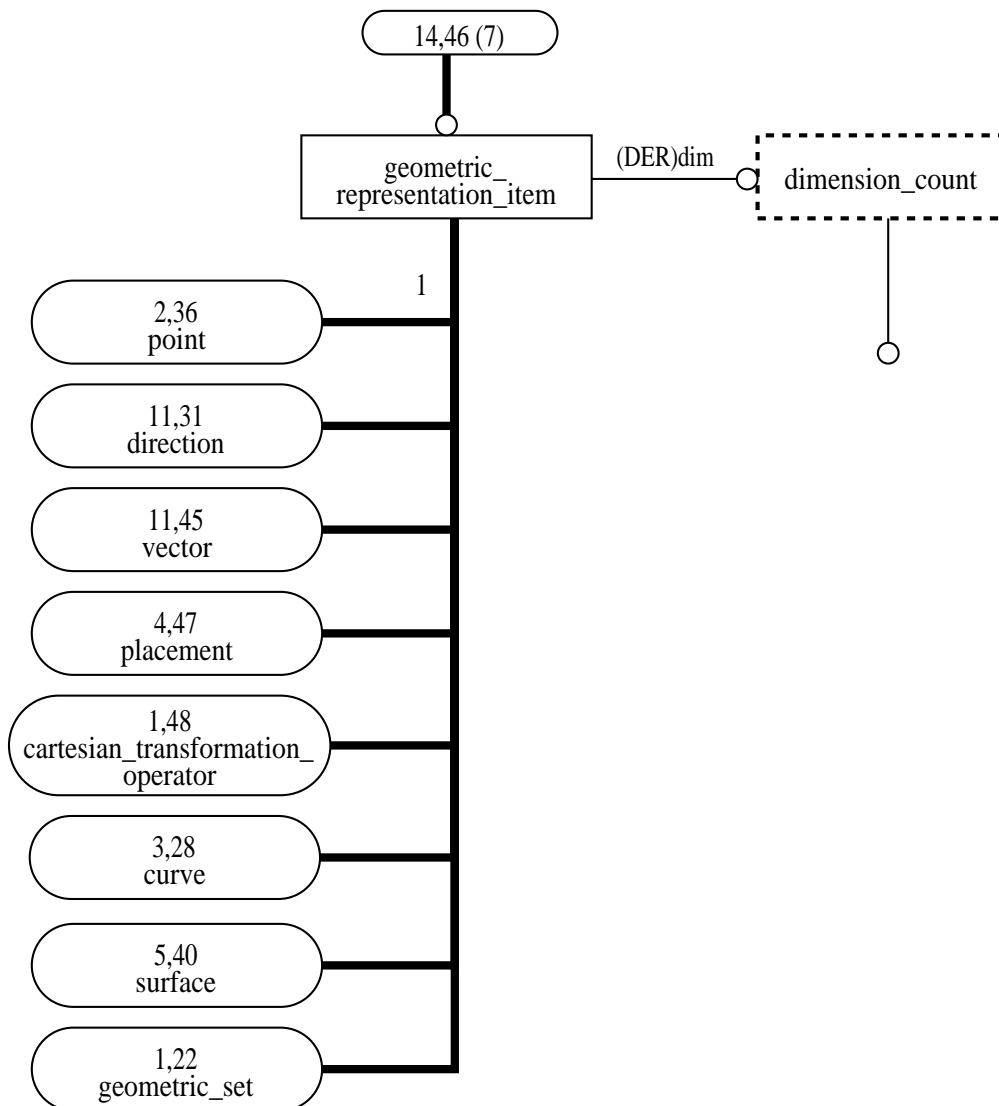 14,46 (7)
geometric_
representation_item
(DER)dim
dimension_count
1
2,36
point
11,31
direction
11,45
vector
4,47
placement
1,48
cartesian_transformation_
operator
3,28
curve
5,40
surface
1,22
geometric_set